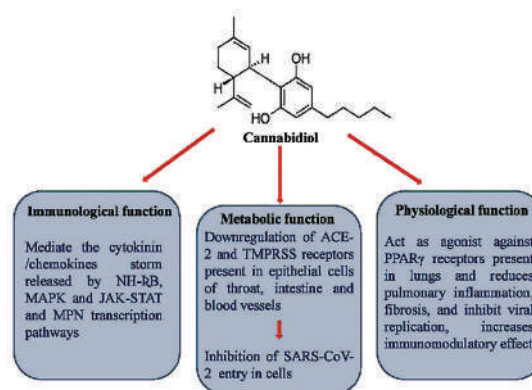 H
OH
H
HO
Cannabidiol
Immunological function
Mediate the cytokinin
/chemokines storm
released by NH-kB,
MAPK and JAK-STAT
and MPN transcription
pathways
Metabolic function
Downregulation of ACE-
2 and TMPRSS receptors
present in epithelial cells
of throat, intestine and
blood vessels
Inhibition of SARS-CoV-
2 entry in cells
Physiological function
Act as agonist against
PPARγ receptors present
in lungs and reduces
pulmonary inflammation,
fibrosis, and inhibit viral
replication, increases
immunomodulatory effect